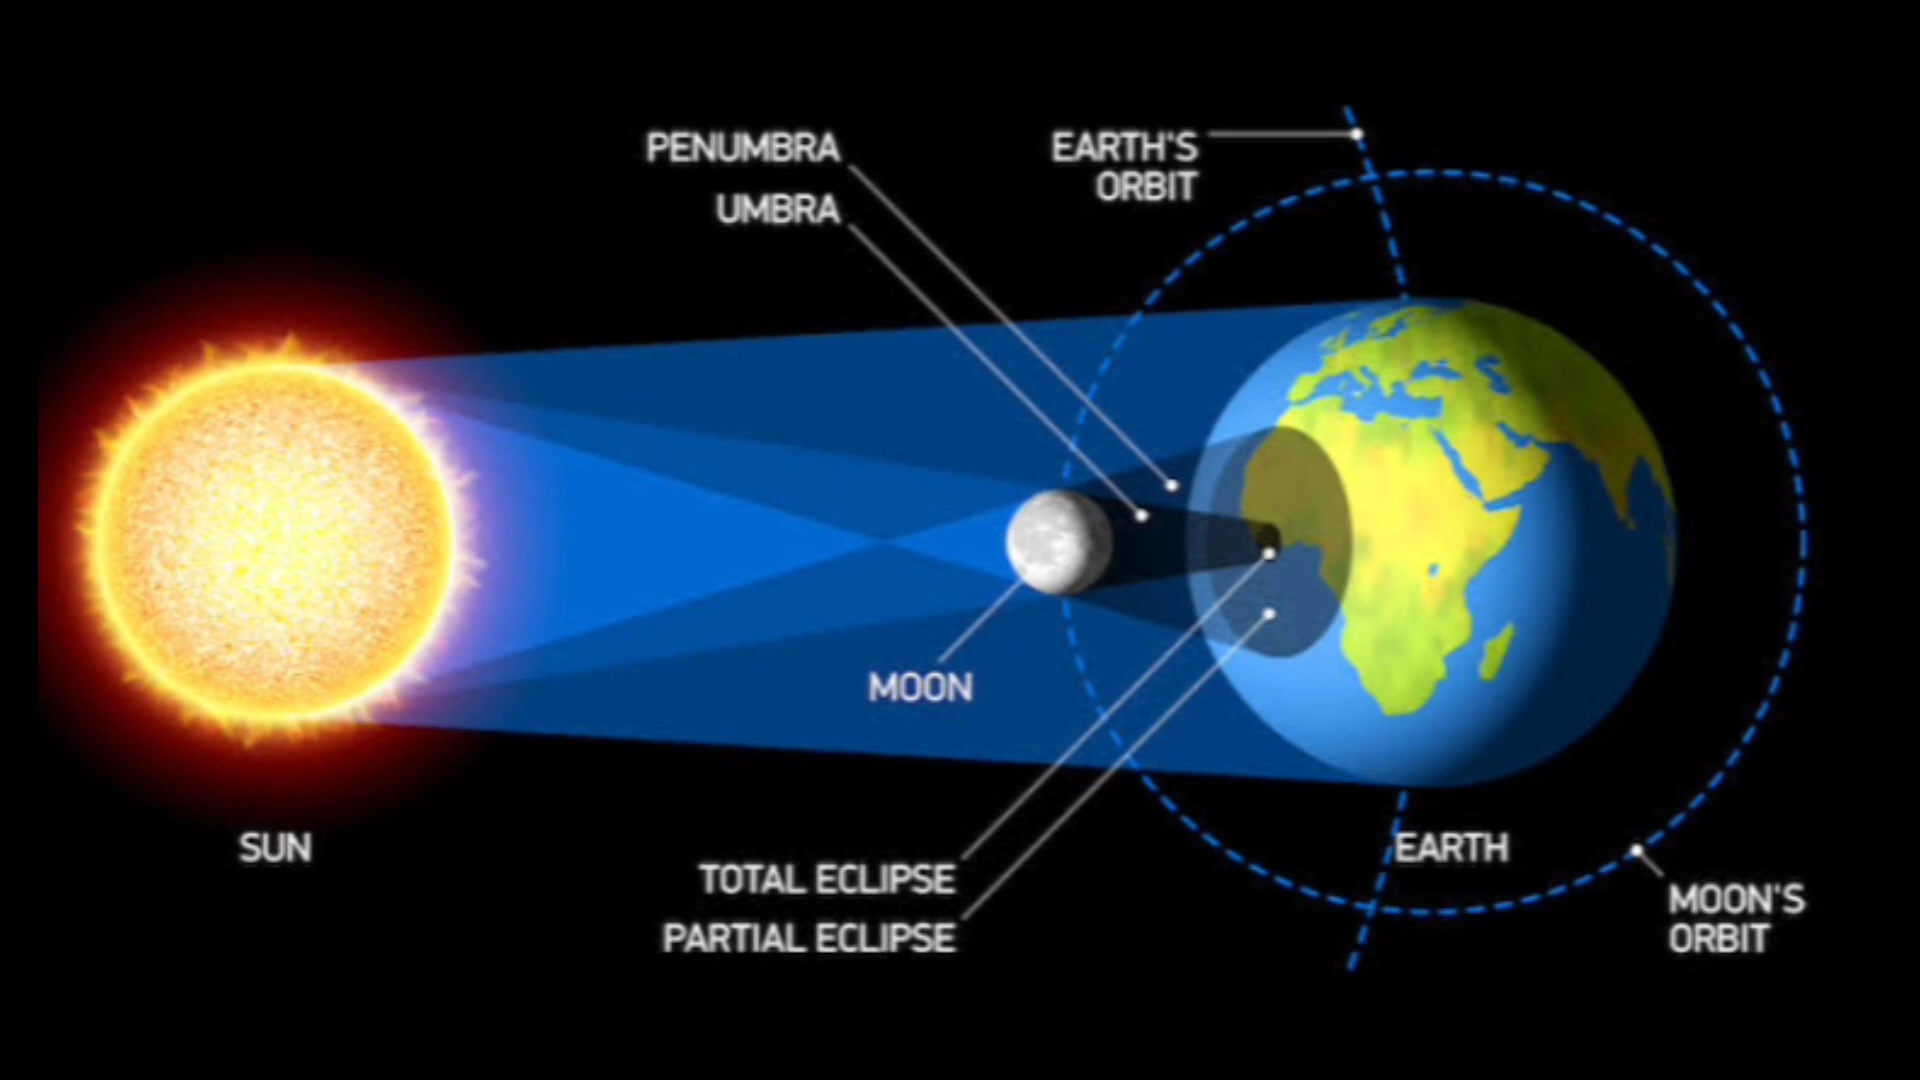 PENUMBRA
UMBRA
EARTH'S
ORBIT
MOON
SUN
TOTAL ECLIPSE
PARTIAL ECLIPSE
EARTH
MOON'S
ORBIT